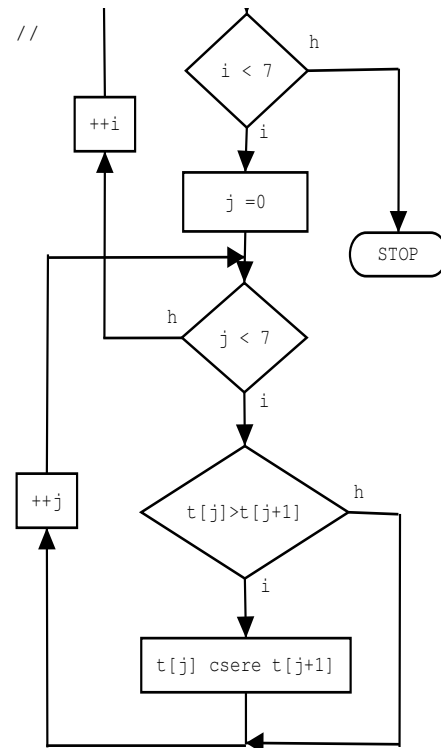 //
h
i < 7
++i
i
j =0
STOP
h
j < 7
i
h
++j
t[j]>t[j+1]
i
t[j] csere t[j+1]